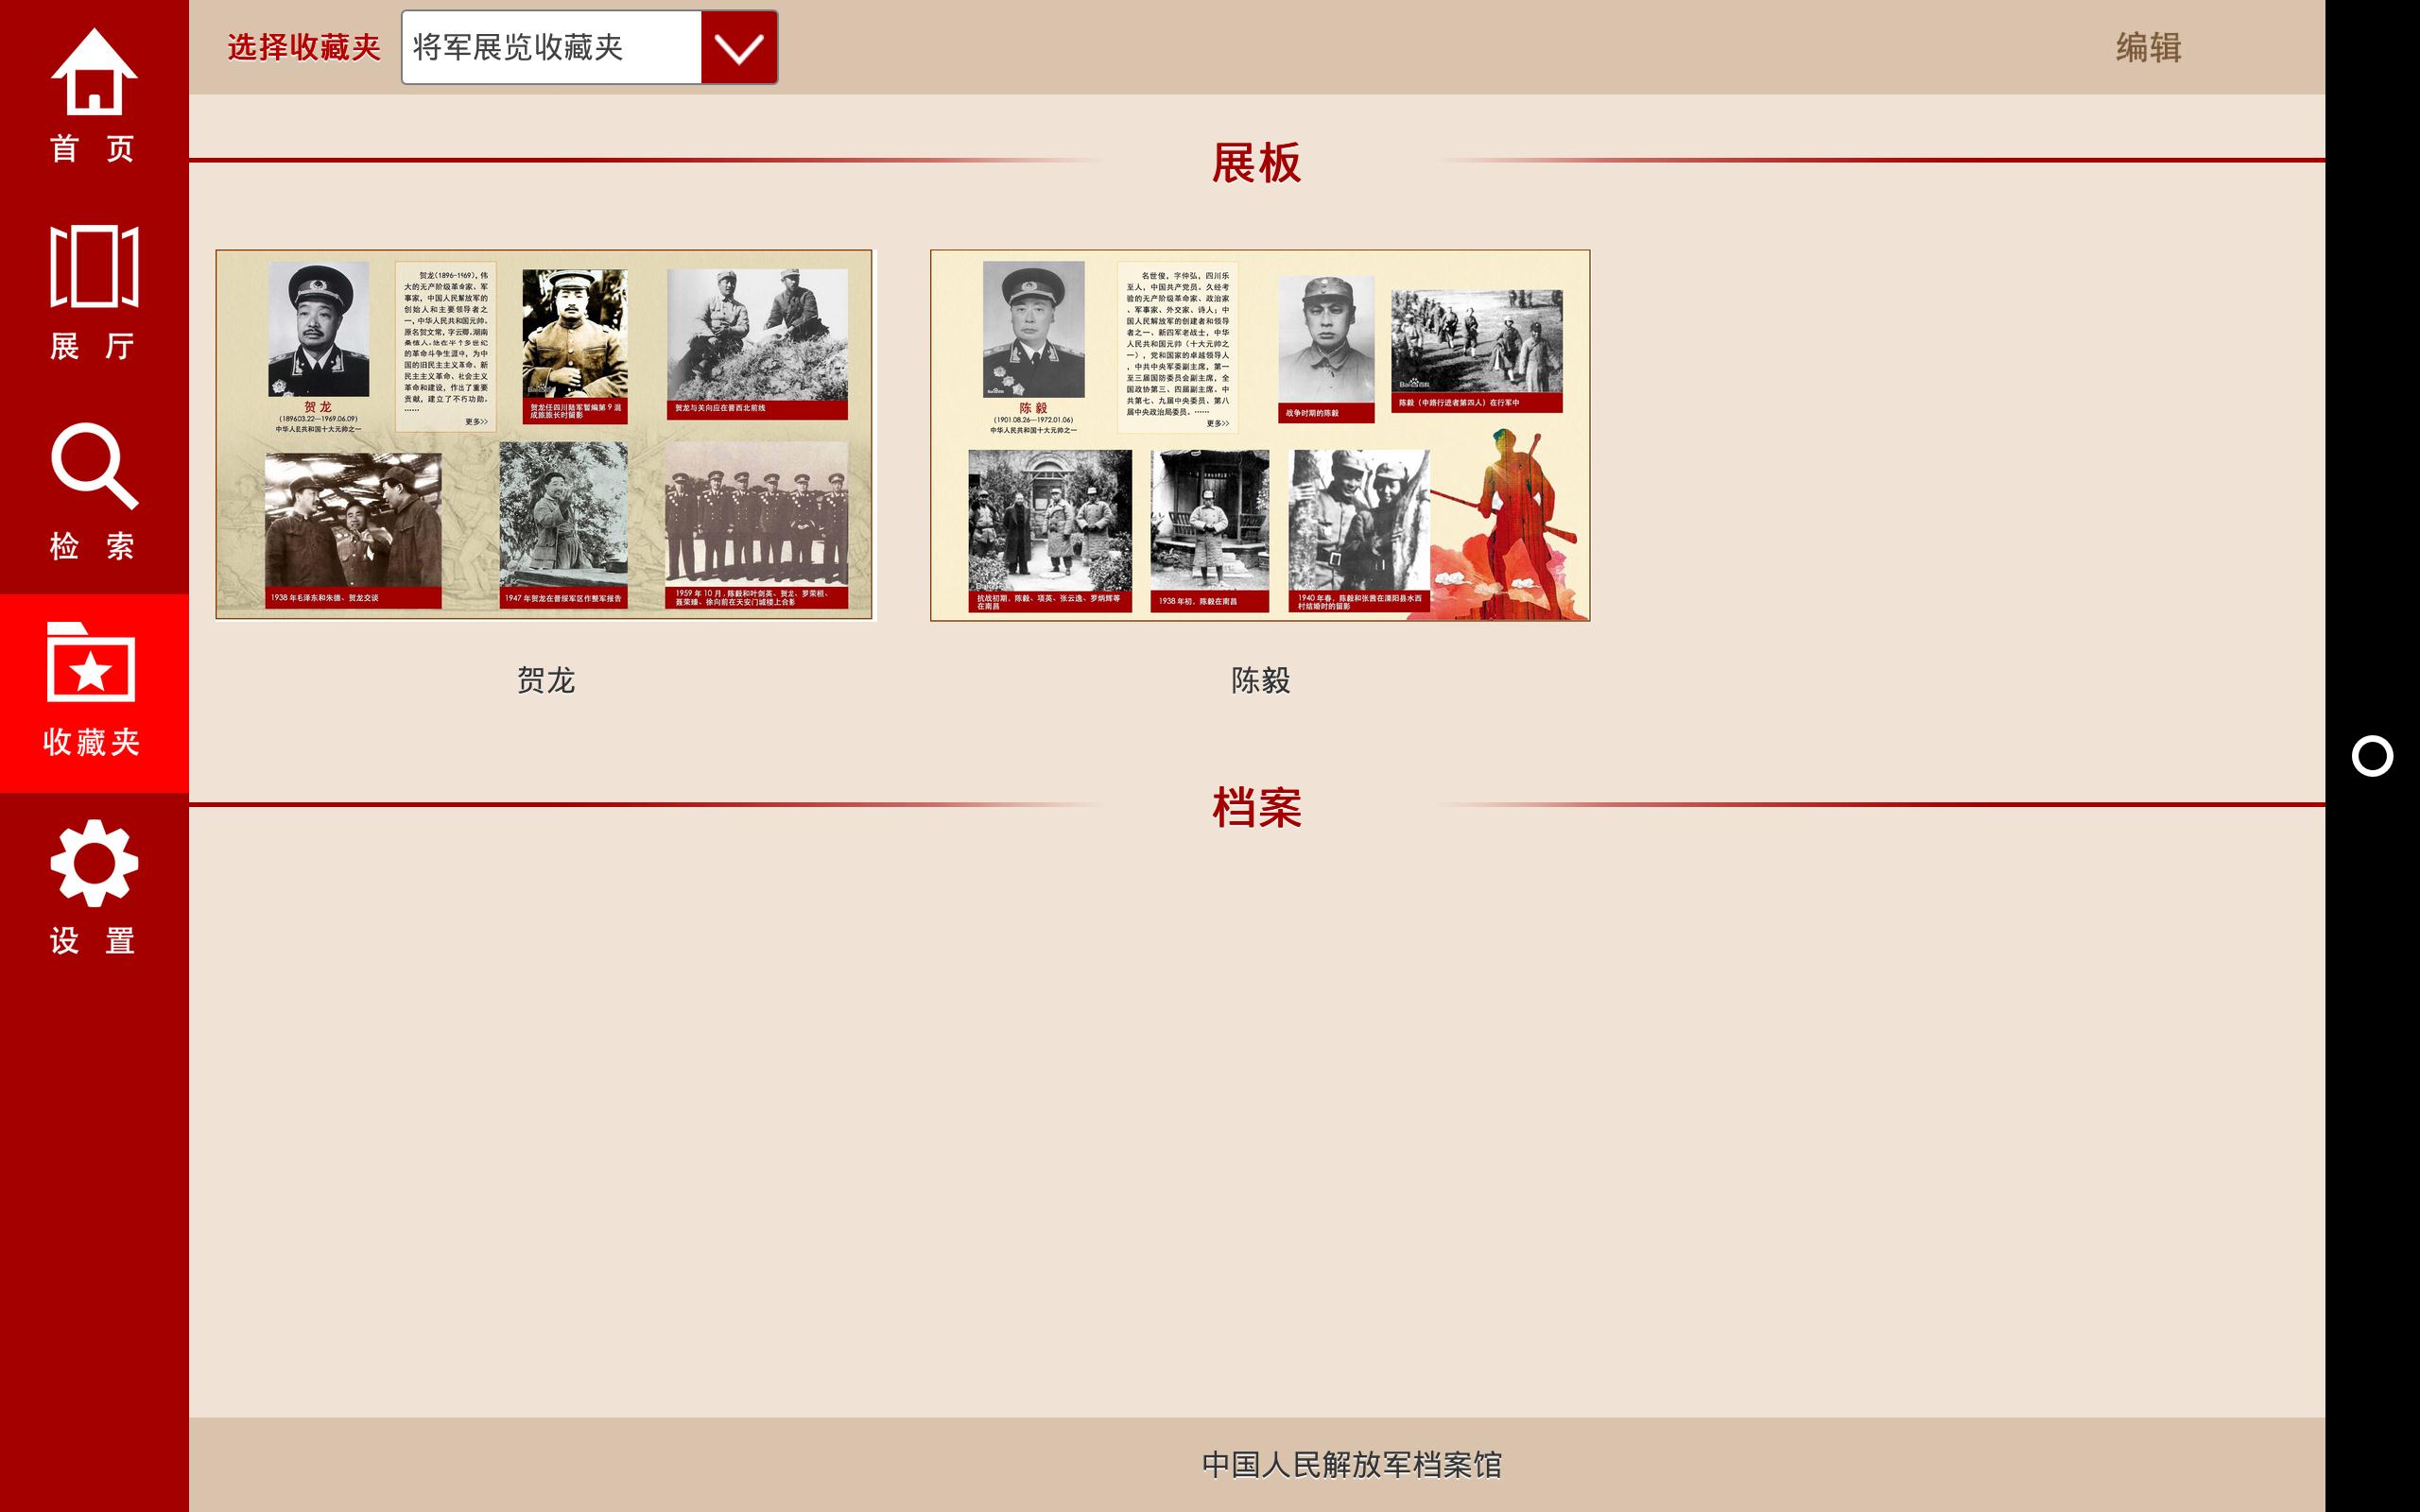 首 页
展 厅
检 索
收藏夹
设 置
选择收藏夹
将军展览收藏夹
编辑
展板
贺龙(1896-1969), 伟
大的无产阶级革命家、军
事家, 中国人民解放军的
创始人和主要领导者之
一, 中华人民共和国元帅。
原名贺文常, 字云卿, 湖南
桑植人。他在半个多世纪
的革命斗争生涯中, 为中
国的旧民主主义革命、新
民主主义革命、社会主义
革命和建设, 作出了重要
贡献, 建立了不朽功勋。
……
更多>>
贺 龙
(189603.22—1969.06.09)
中华人民共和国十大元帅之一
贺龙任四川陆军暂编第 9 混
成旅旅长时留影
贺龙与关向应在晋西北前线
1938 年毛泽东和朱德、贺龙交谈
1947 年贺龙在晋绥军区作整军报告
1959 年 10 月, 陈毅和叶剑英、贺龙、罗荣桓、
聂荣臻、徐向前在天安门城楼上合影
贺龙
名世俊, 字仲弘, 四川乐
至人, 中国共产党员。久经考
验的无产阶级革命家、政治家
、军事家、外交家、诗人; 中
国人民解放军的创建者和领导
者之一、新四军老战士, 中华
人民共和国元帅（十大元帅之
一）, 党和国家的卓越领导人
, 中共中央军委副主席, 第一
至三届国防委员会副主席, 全
国政协第三、四届副主席。中
共第七、九届中央委员、第八
届中央政治局委员。……
更多>>
陈 毅
(1901.08.26—1972.01.06)
中华人民共和国十大元帅之一
战争时期的陈毅
Bai百科
陈毅（中路行进者第四人）在行军中
抗战初期, 陈毅、项英、张云逸、罗炳辉等
在南昌
1938 年初, 陈毅在南昌
1940 年春, 陈毅和张茜在溧阳县水西
村结婚时的留影
陈毅
档案
中国人民解放军档案馆